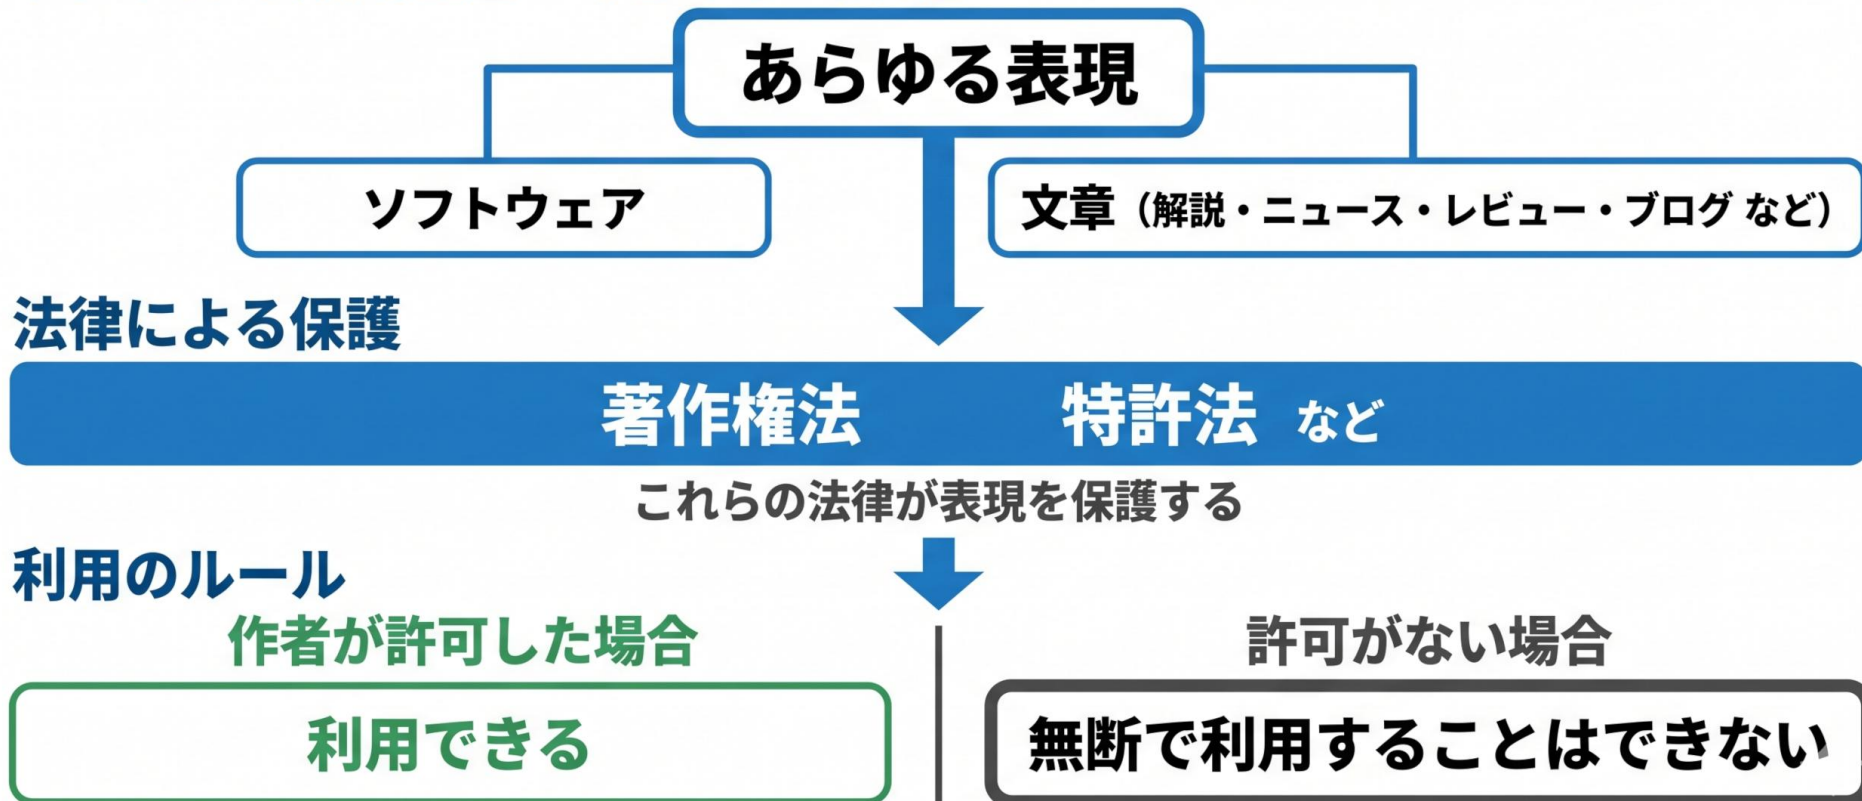 あらゆる表現
ソフトウェア
文章（解説・ニュース・レビュー・ブログ など）
法律による保護
著作権法 特許法 など
これらの法律が表現を保護する
利用のルール
作者が許可した場合
許可がない場合
利用できる
無断で利用することはできない